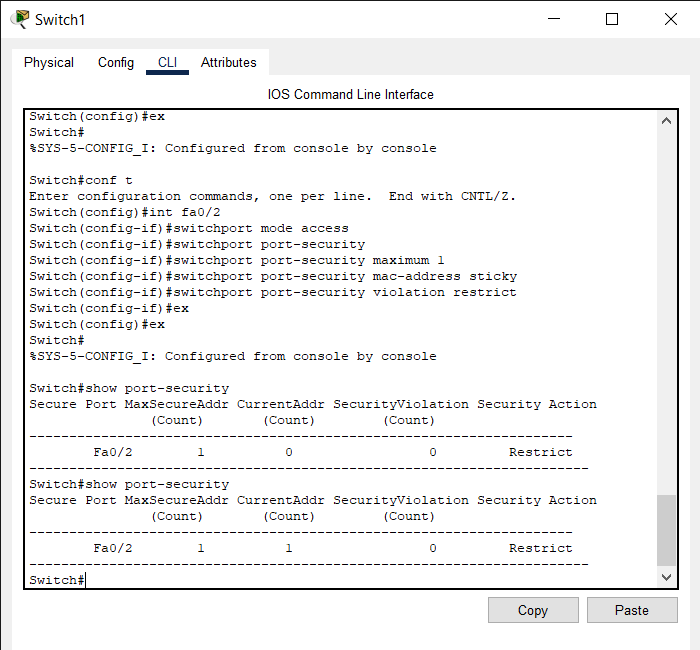 Switch1
Physical Config CLI Attributes
IOS Command Line Interface
Switch(config)#ex
Switch#
%SYS-5-CONFIG_I: Configured from console by console
Switch#conf t
Enter configuration commands, one per line.  End with CNTL/Z.
Switch(config)#int fa0/2
Switch(config-if)#switchport mode access
Switch(config-if)#switchport port-security
Switch(config-if)#switchport port-security maximum 1
Switch(config-if)#switchport port-security mac-address sticky
Switch(config-if)#switchport port-security violation restrict
Switch(config-if)#ex
Switch(config)#ex
Switch#
%SYS-5-CONFIG_I: Configured from console by console
Switch#show port-security
Secure Port MaxSecureAddr CurrentAddr SecurityViolation Security Action
(Count) (Count) (Count)
--------------------------------------------------------------------
Fa0/2 1 0 0 Restrict
----------------------------------------------------------------------
Switch#show port-security
Secure Port MaxSecureAddr CurrentAddr SecurityViolation Security Action
(Count) (Count) (Count)
--------------------------------------------------------------------
Fa0/2 1 1 0 Restrict
----------------------------------------------------------------------
Switch#
Copy Paste